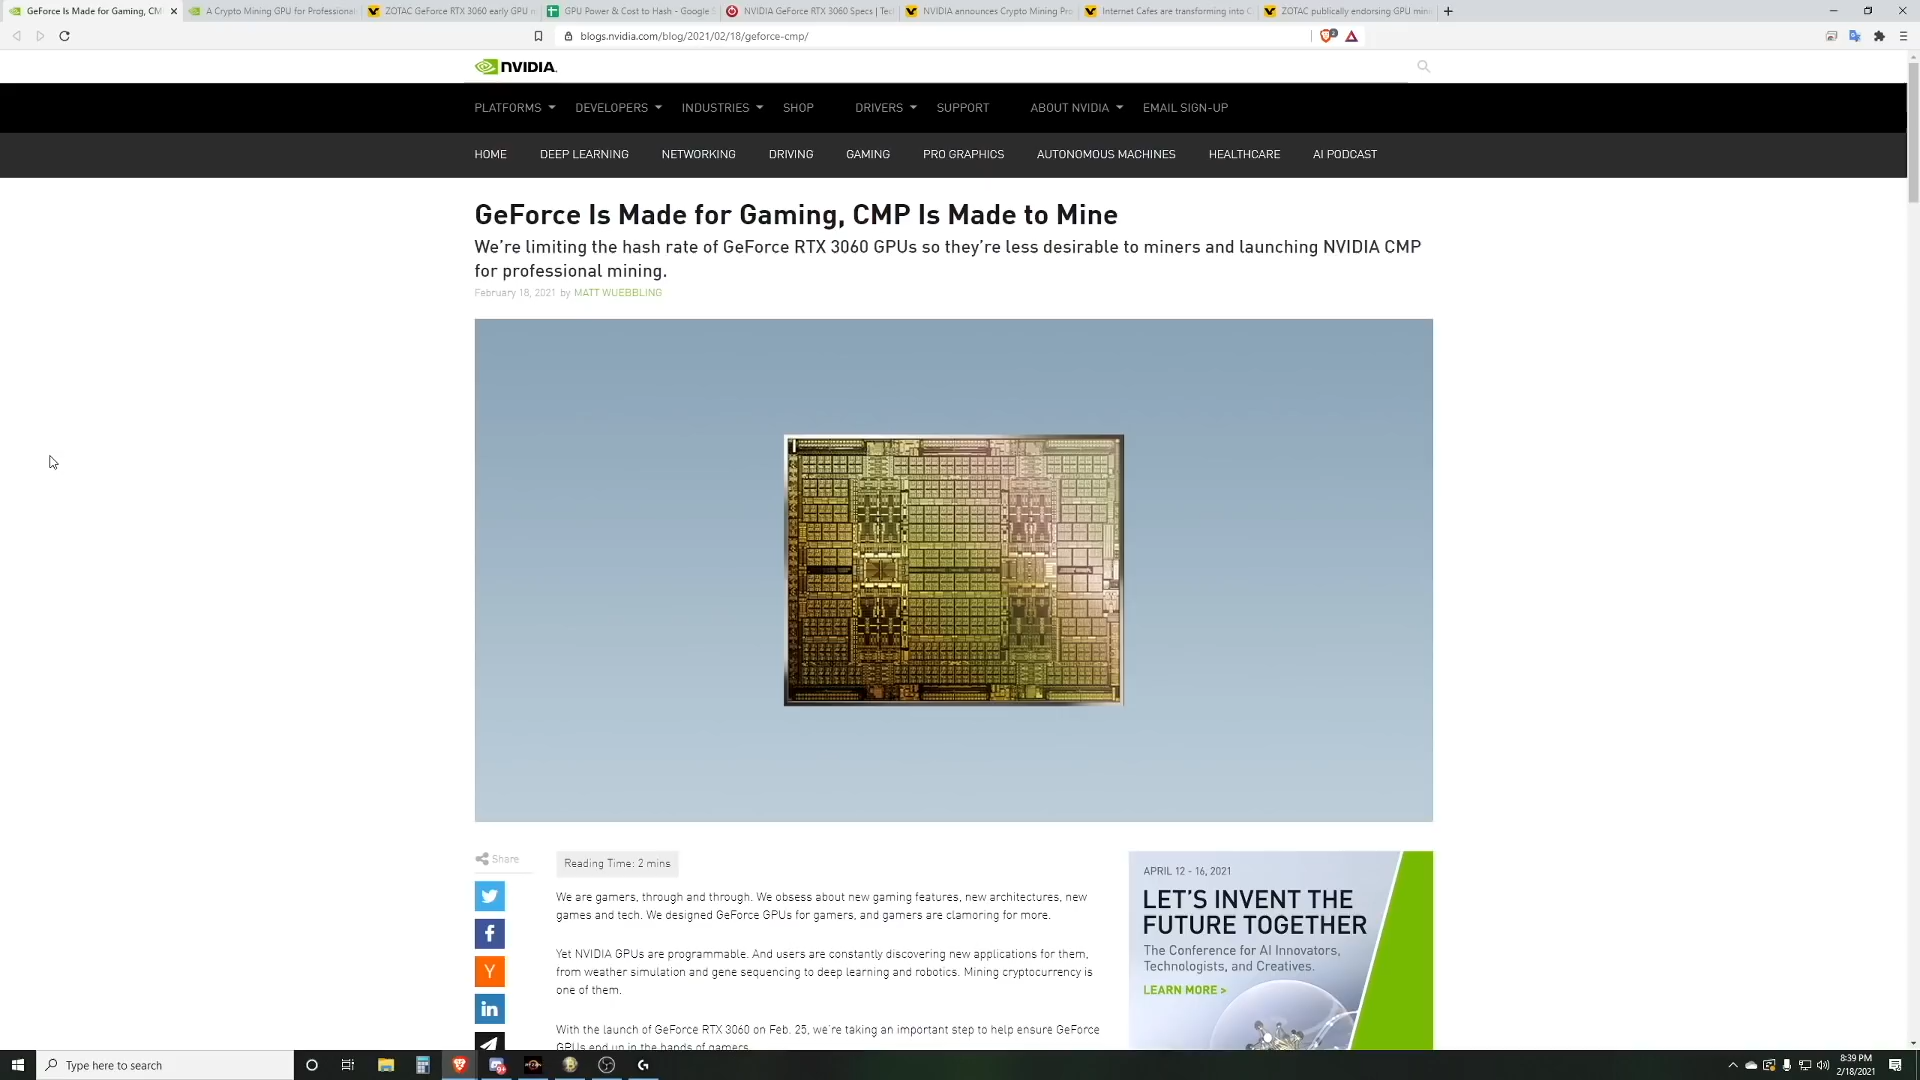 GeForce Is Made for Gaming, CM
A Crypto Mining GPU for Professional
ZOTAC GeForce RTX 3060 early GPU
GPU Power & Cost to Hash - Google
NVIDIA GeForce RTX 3060 Specs | Tec
NVIDIA announces Crypto Mining Pro
Internet Cafes are transforming into C
ZOTAC publically endorsing GPU min
blogs.nvidia.com/blog/2021/02/18/geforce-cmp/
NVIDIA.
PLATFORMS DEVELOPERS INDUSTRIES SHOP DRIVERS SUPPORT ABOUT NVIDIA EMAIL SIGN-UP
HOME DEEP LEARNING NETWORKING DRIVING GAMING PRO GRAPHICS AUTONOMOUS MACHINES HEALTHCARE AI PODCAST
GeForce Is Made for Gaming, CMP Is Made to Mine
We're limiting the hash rate of GeForce RTX 3060 GPUs so they're less desirable to miners and launching NVIDIA CMP
for professional mining.
February 18, 2021 by MATT WUEBBLING
Share
Reading Time: 2 mins
We are gamers, through and through. We obsess about new gaming features, new architectures, new
games and tech. We designed GeForce GPUs for gamers, and gamers are clamoring for more.
Yet NVIDIA GPUs are programmable. And users are constantly discovering new applications for them,
from weather simulation and gene sequencing to deep learning and robotics. Mining cryptocurrency is
one of them.
With the launch of GeForce RTX 3060 on Feb. 25, we're taking an important step to help ensure GeForce
GPUs end up in the hands of gamers.
APRIL 12 - 16, 2021
LET'S INVENT THE
FUTURE TOGETHER
The Conference for AI Innovators,
Technologists, and Creatives.
LEARN MORE >
Type here to search
8:39 PM
2/18/2021